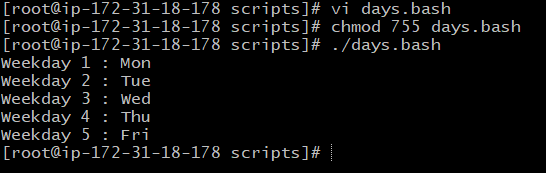 [root@ip-172-31-18-178 scripts]# vi days.bash
[root@ip-172-31-18-178 scripts]# chmod 755 days.bash
[root@ip-172-31-18-178 scripts]# ./days.bash
Weekday 1 : Mon
Weekday 2 : Tue
Weekday 3 : Wed
Weekday 4 : Thu
Weekday 5 : Fri
[root@ip-172-31-18-178 scripts]#